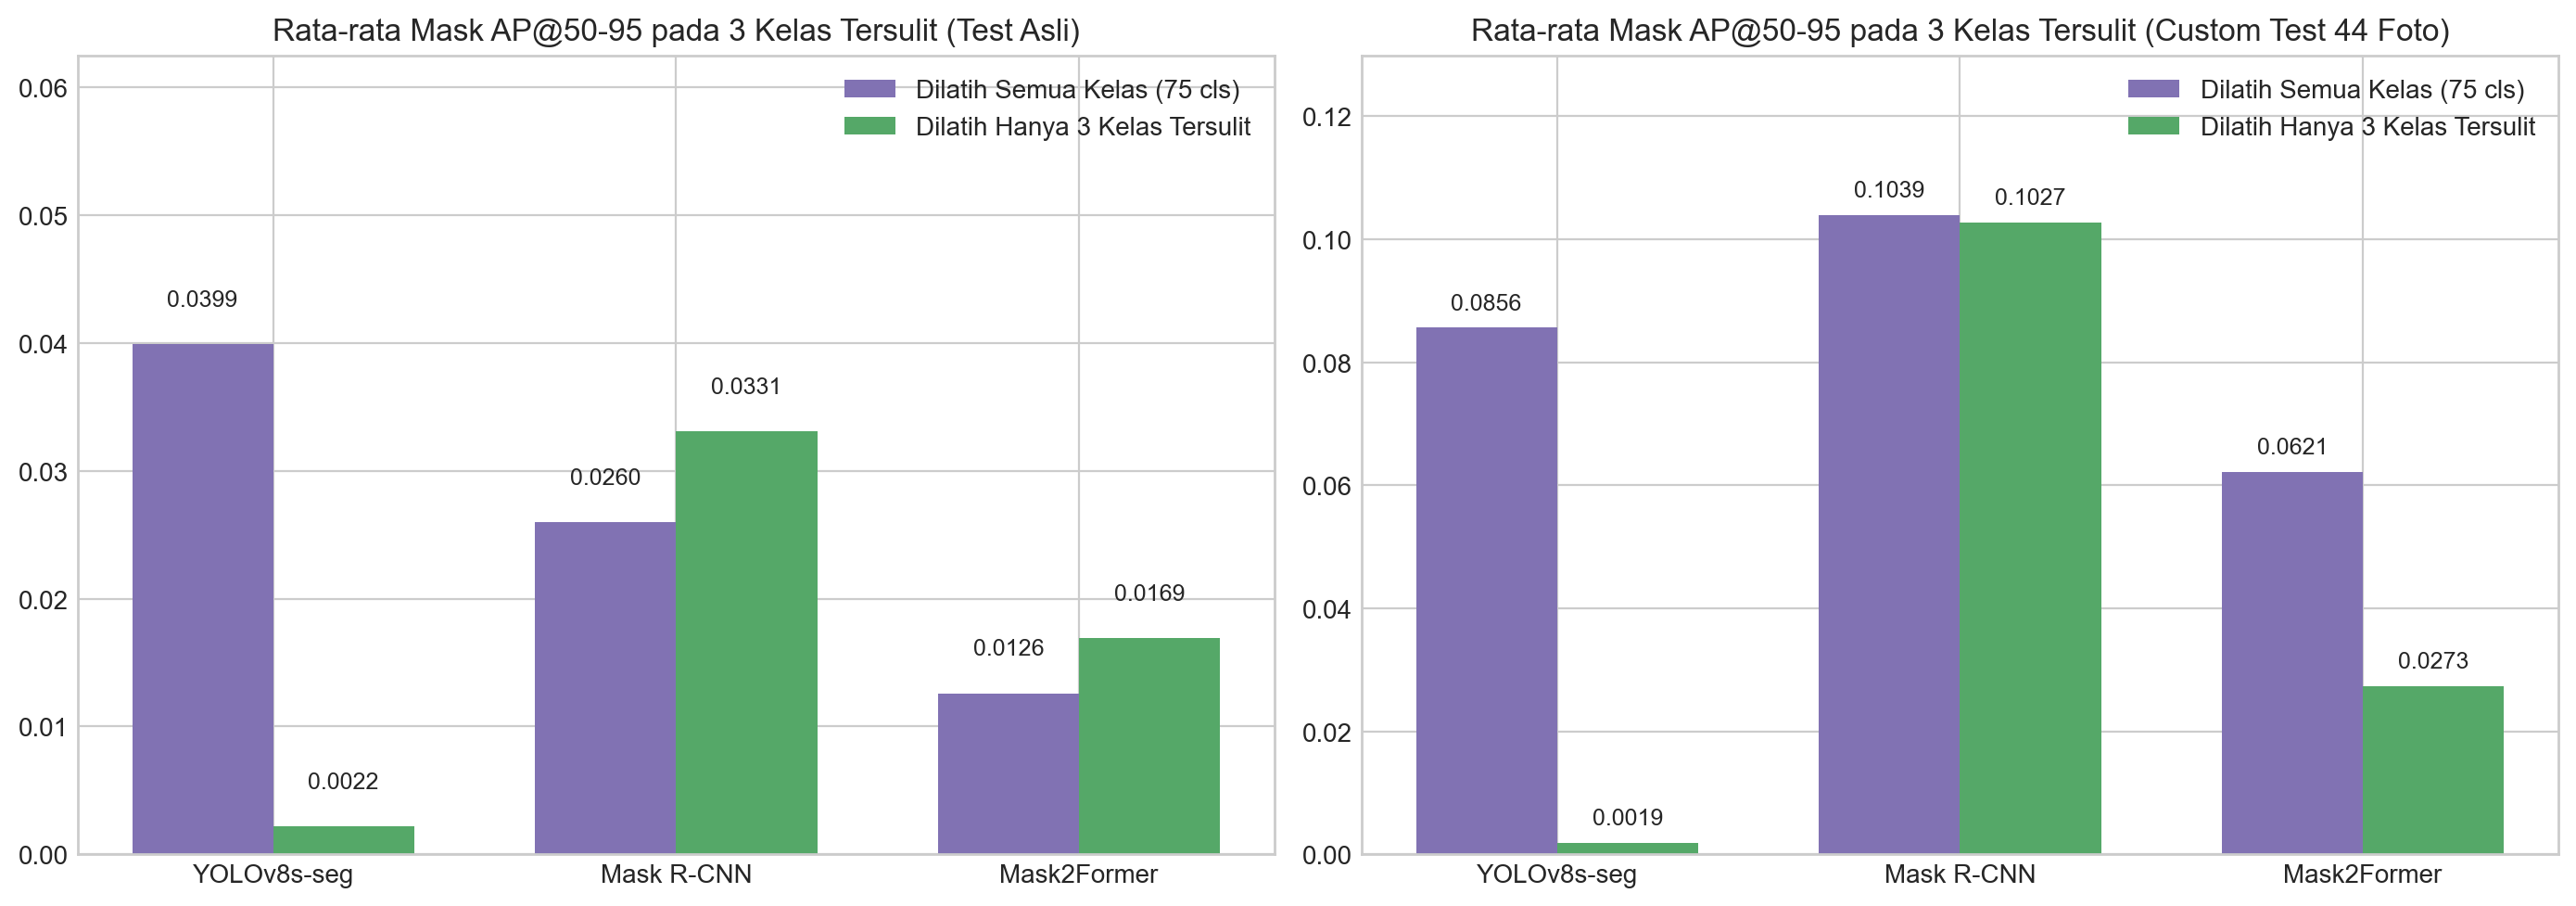 Rata-rata Mask AP@50-95 pada 3 Kelas Tersulit (Test Asli)
Dilatih Semua Kelas (75 cls)
Dilatih Hanya 3 Kelas Tersulit
0.06
0.05
0.04
0.03
0.02
0.01
0.00
0.0399
0.0022
0.0260
0.0331
0.0126
0.0169
YOLOv8s-seg
Mask R-CNN
Mask2Former
Rata-rata Mask AP@50-95 pada 3 Kelas Tersulit (Custom Test 44 Foto)
Dilatih Semua Kelas (75 cls)
Dilatih Hanya 3 Kelas Tersulit
0.12
0.10
0.08
0.06
0.04
0.02
0.00
0.0856
0.0019
0.1039
0.1027
0.0621
0.0273
YOLOv8s-seg
Mask R-CNN
Mask2Former